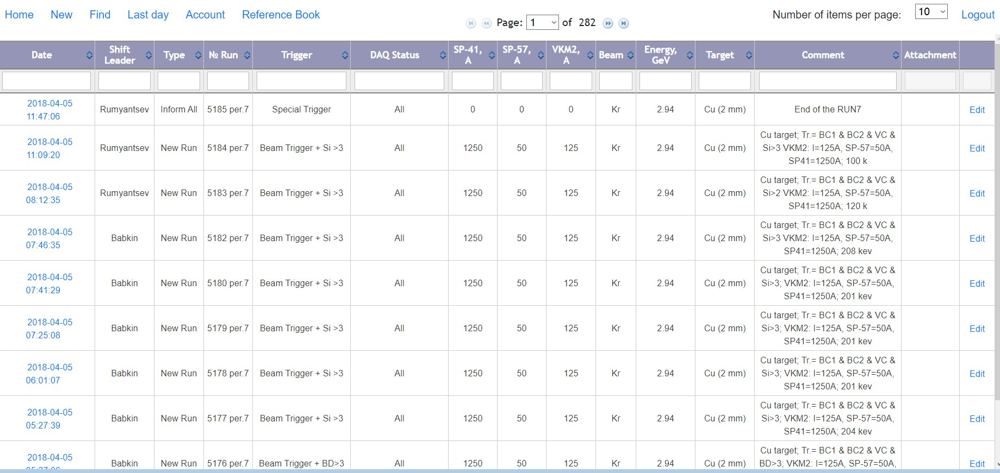 Home New Find Last day Account Reference Book
Page: 1 of 282
Number of items per page: 10 Logout
Date Shift Leader Type № Run Trigger DAQ Status SP-41, A SP-57, A VKM2, A Beam Energy, GeV Target Comment Attachment
2018-04-05 11:47:06 Rumyantsev Inform All 5185 per.7 Special Trigger All 0 0 0 Kr 2.94 Cu (2 mm) End of the RUN7 Edit
2018-04-05 11:09:20 Rumyantsev New Run 5184 per.7 Beam Trigger + Si >3 All 1250 50 125 Kr 2.94 Cu (2 mm) Cu target; Tr.= BC1 & BC2 & VC & Si>3 VKM2: I=125A, SP-57=50A, SP41=1250A; 100 k Edit
2018-04-05 08:12:35 Rumyantsev New Run 5183 per.7 Beam Trigger + Si >3 All 1250 50 125 Kr 2.94 Cu (2 mm) Cu target; Tr.= BC1 & BC2 & VC & Si>2 VKM2: I=125A, SP-57=50A, SP41=1250A; 120 k Edit
2018-04-05 07:46:35 Babkin New Run 5182 per.7 Beam Trigger + Si >3 All 1250 50 125 Kr 2.94 Cu (2 mm) Cu target; Tr.= BC1 & BC2 & VC & Si>3 VKM2: I=125A, SP-57=50A, SP41=1250A; 208 kev Edit
2018-04-05 07:41:29 Babkin New Run 5180 per.7 Beam Trigger + Si >3 All 1250 50 125 Kr 2.94 Cu (2 mm) Cu target; Tr.= BC1 & BC2 & VC & Si>3; VKM2: I=125A, SP-57=50A, SP41=1250A; 201 kev Edit
2018-04-05 07:25:08 Babkin New Run 5179 per.7 Beam Trigger + Si >3 All 1250 50 125 Kr 2.94 Cu (2 mm) Cu target; Tr.= BC1 & BC2 & VC & Si>3; VKM2: I=125A, SP-57=50A, SP41=1250A; 201 kev Edit
2018-04-05 06:01:07 Babkin New Run 5178 per.7 Beam Trigger + Si >3 All 1250 50 125 Kr 2.94 Cu (2 mm) Cu target; Tr.= BC1 & BC2 & VC & Si>3; VKM2: I=125A, SP-57=50A, SP41=1250A; 201 kev Edit
2018-04-05 05:27:39 Babkin New Run 5177 per.7 Beam Trigger + Si >3 All 1250 50 125 Kr 2.94 Cu (2 mm) Cu target; Tr.= BC1 & BC2 & VC & Si>3; VKM2: I=125A, SP-57=50A, SP41=1250A; 204 kev Edit
2018-04-05 Babkin New Run 5176 per.7 Beam Trigger + BD>3 All 1250 50 125 Kr 2.94 Cu (2 mm) Cu target; Tr.= BC1 & BC2 & VC & BD>3; VKM2: I=125A, SP-57=50A, Edit